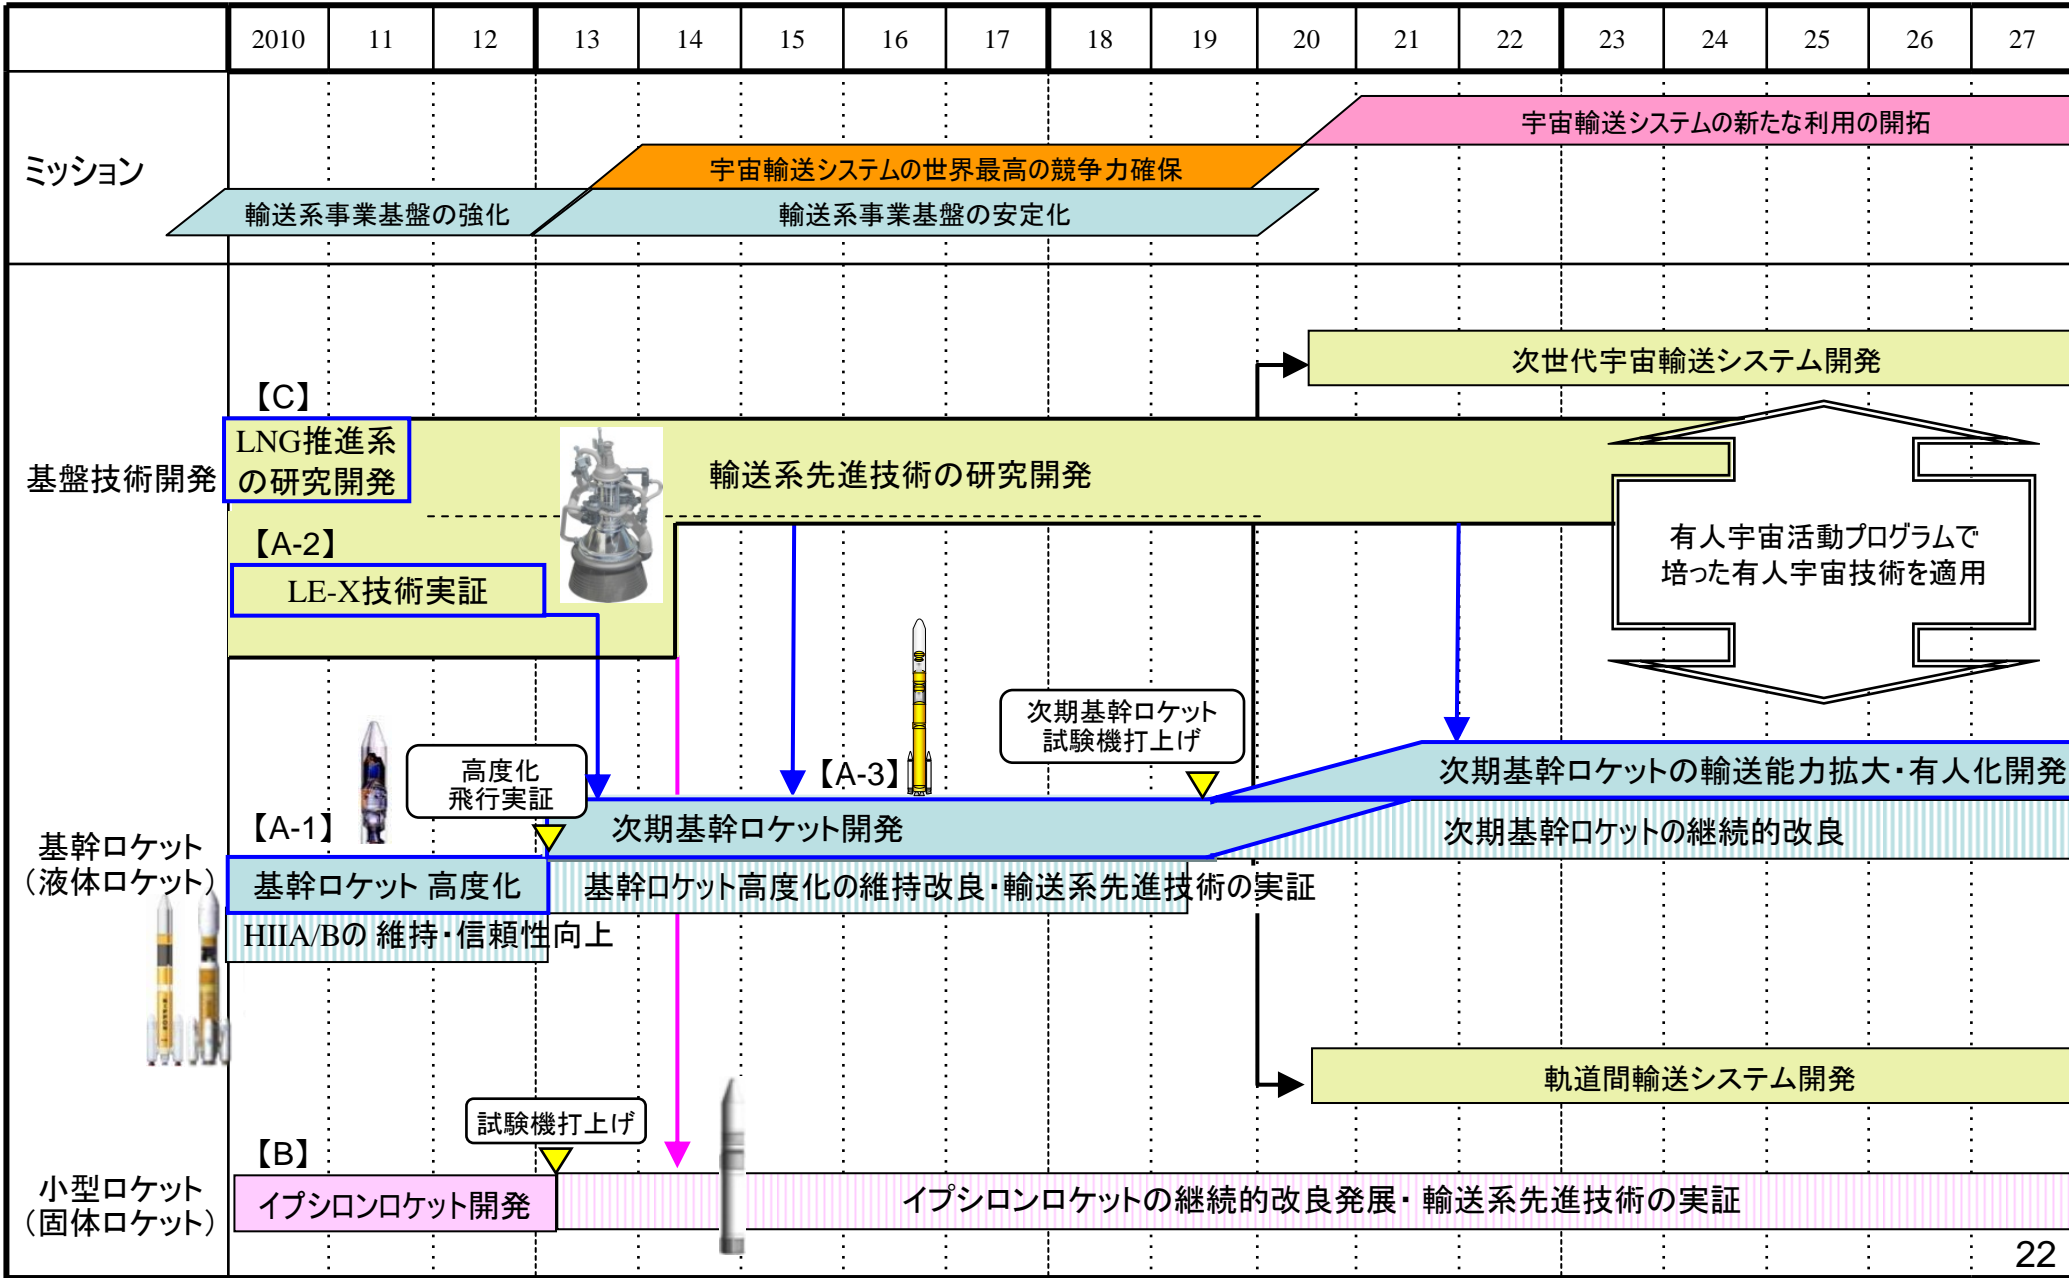 2010 11 12 13 14 15 16 17 18 19 20 21 22 23 24 25 26 27
ミッション
宇宙輸送システムの新たな利用の開拓
宇宙輸送システムの世界最高の競争力確保
輸送系事業基盤の強化
輸送系事業基盤の安定化
基盤技術開発
次世代宇宙輸送システム開発
【C】
LNG推進系
の研究開発
輸送系先進技術の研究開発
【A-2】
LE-X技術実証
有人宇宙活動プログラムで
培った有人宇宙技術を適用
基幹ロケット
（液体ロケット）
次期基幹ロケット
試験機打上げ
高度化
飛行実証
【A-3】
次期基幹ロケットの輸送能力拡大・有人化開発
【A-1】
次期基幹ロケット開発
次期基幹ロケットの継続的改良
基幹ロケット 高度化
基幹ロケット高度化の維持改良・輸送系先進技術の実証
HIIA/Bの 維持・信頼性向上
軌道間輸送システム開発
小型ロケット
（固体ロケット）
試験機打上げ
【B】
イプシロンロケット開発
イプシロンロケットの継続的改良発展・ 輸送系先進技術の実証
22